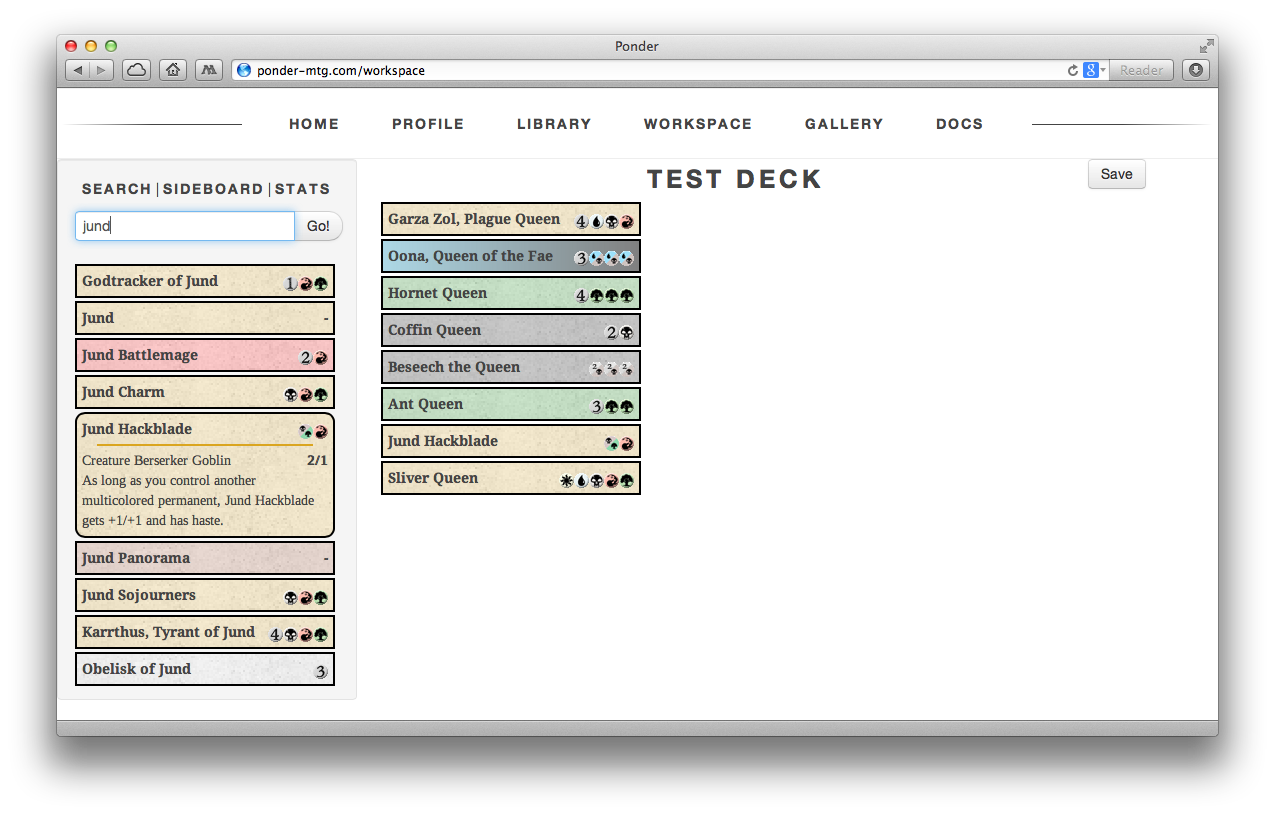 Ponder
ponder-mtg.com/workspace
Reader
HOME PROFILE LIBRARY WORKSPACE GALLERY DOCS
SEARCH | SIDEBOARD | STATS
jund Go!
Godtracker of Jund 1
Jund -
Jund Battlemage 2
Jund Charm
Jund Hackblade
Creature Berserker Goblin 2/1
As long as you control another
multicolored permanent, Jund Hackblade
gets +1/+1 and has haste.
Jund Panorama -
Jund Sojourners
Karrthus, Tyrant of Jund 4
Obelisk of Jund 3
TEST DECK
Save
Garza Zol, Plague Queen 4
Oona, Queen of the Fae 3
Hornet Queen 4
Coffin Queen 2
Beseech the Queen 2 2 2
Ant Queen 3
Jund Hackblade
Sliver Queen